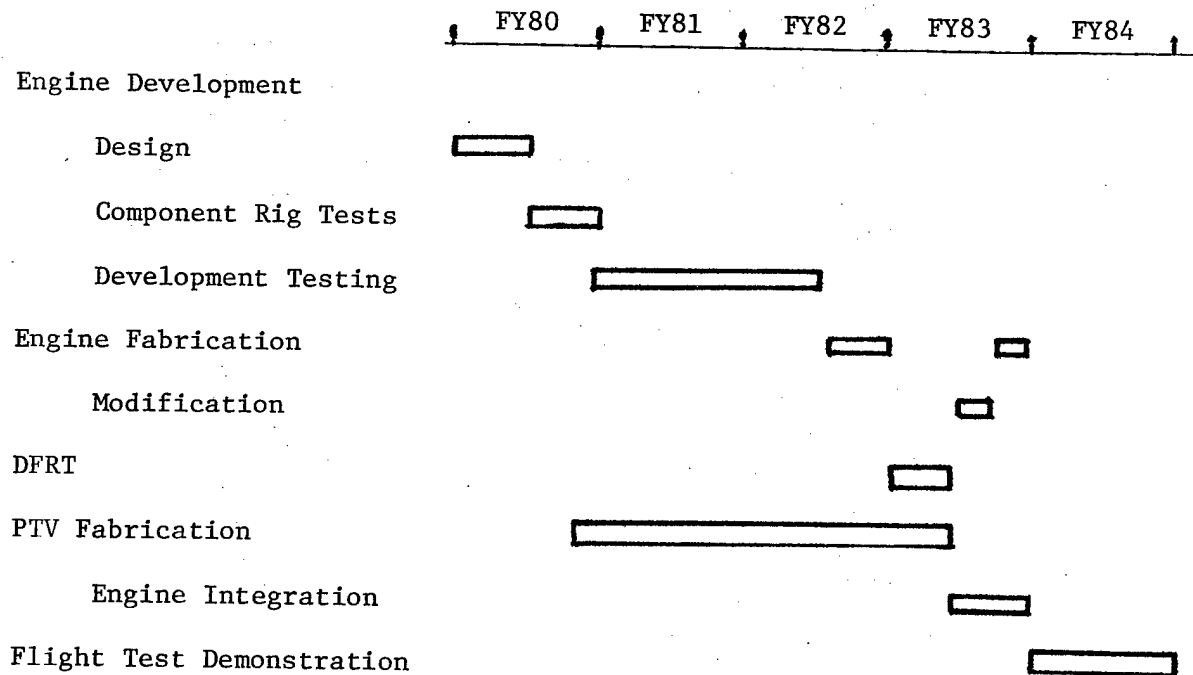 FY80 FY81 FY82 FY83 FY84
Engine Development
Design
Component Rig Tests
Development Testing
Engine Fabrication
Modification
DFRT
PTV Fabrication
Engine Integration
Flight Test Demonstration